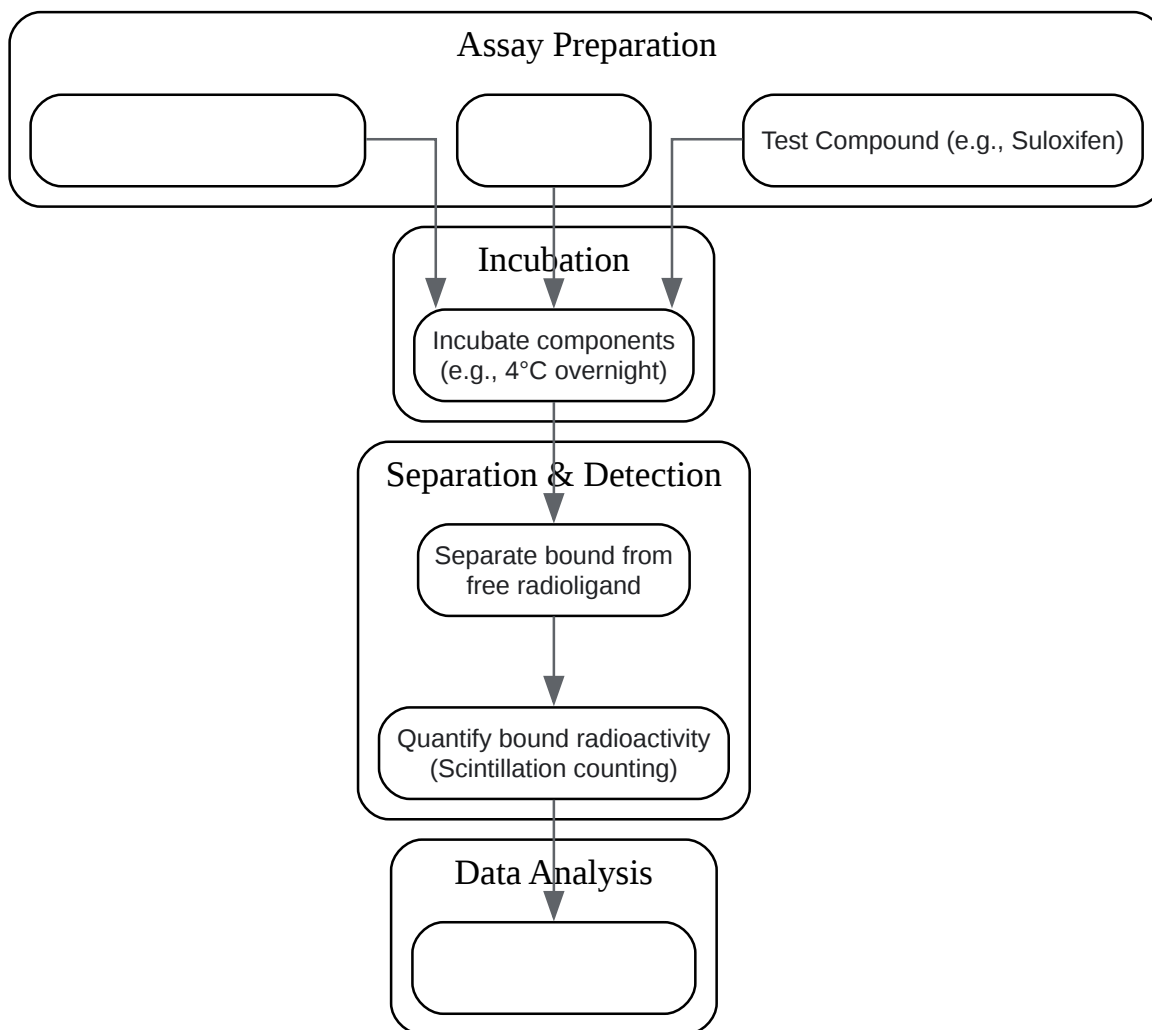 Assay Preparation
Test Compound (e.g., Suloxifen)
Incubation
Incubate components
(e.g., 4°C overnight)
Separation & Detection
Separate bound from
free radioligand
Quantify bound radioactivity
(Scintillation counting)
Data Analysis